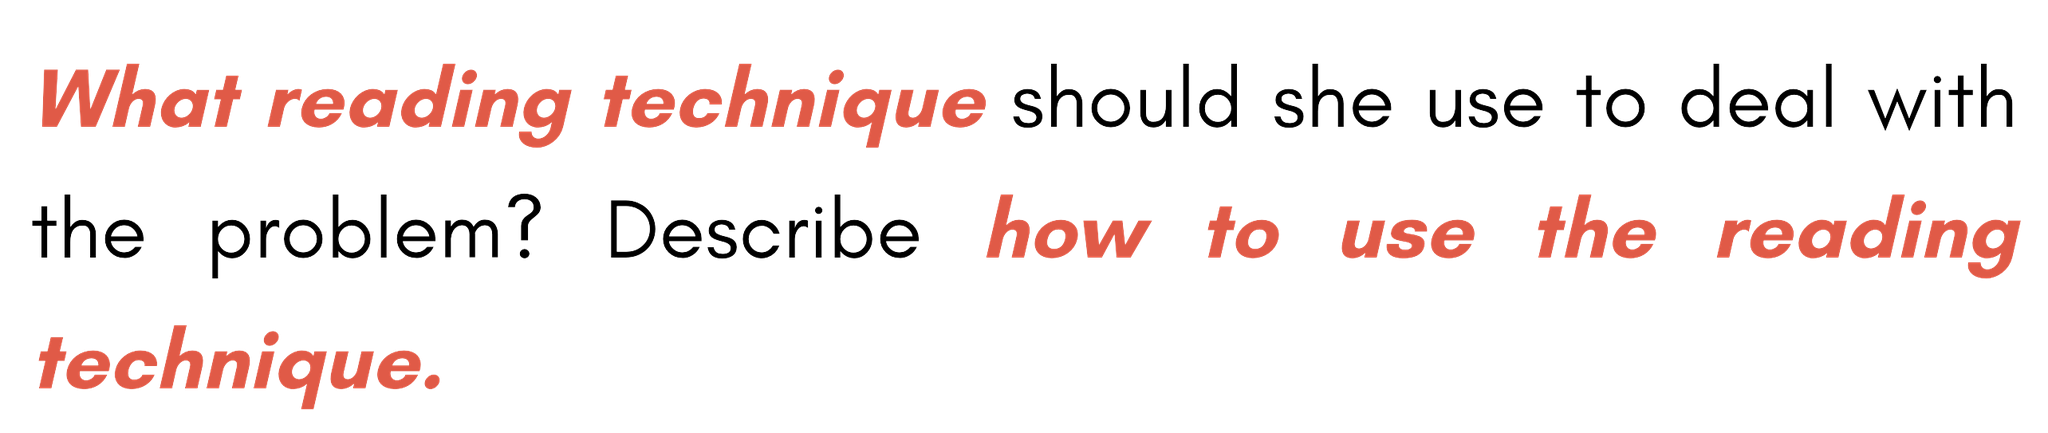 What reading technique should she use to deal with
the problem? Describe how to use the reading
technique.